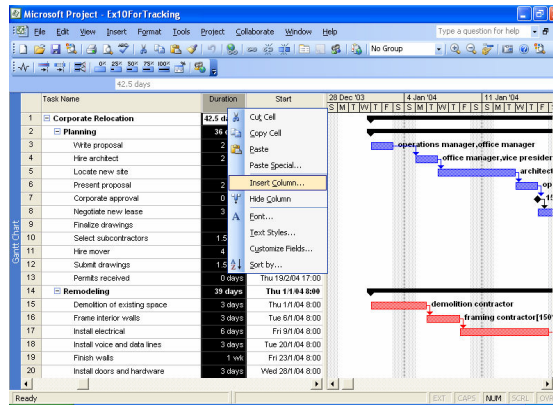 Microsoft Project - Ex10ForTracking
File Edit View Insert Format Tools Project Collaborate Window Help Type a question for help
No Group
25% 50% 75% 100%
42.5 days
Task Name Duration Start 28 Dec '03 4 Jan '04 11 Jan '04
S M T W T F S S M T W T F S S M T W T F
1 Corporate Relocation 42.5 da
2 Planning 36
3 Write proposal 2 operations manager,office manager
4 Hire architect 2 office manager,vice presiden
5 Locate new site architect
6 Present proposal 2 op
7 Corporate approval 0
8 Negotiate new lease 3
9 Finalize drawings
10 Select subcontractors 1.5
11 Hire mover 4
12 Submit drawings 1.5
13 Permits received 0 days Thu 19/2/04 17:00
14 Remodeling 39 days Thu 1/1/04 8:00
15 Demolition of existing space 3 days Thu 1/1/04 8:00 demolition contractor
16 Frame interior walls 3 days Tue 6/1/04 8:00 framing contractor[150
17 Install electrical 6 days Fri 9/1/04 8:00
18 Install voice and data lines 3 days Tue 20/1/04 8:00
19 Finish walls 1 wk Fri 23/1/04 8:00
20 Install doors and hardware 3 days Wed 28/1/04 8:00
Cut Cell
Copy Cell
Paste
Paste Special...
Insert Column...
Hide Column
Font...
Text Styles...
Customize Fields...
Sort by...
Gantt Chart
Ready EXT CAPS NUM SCRL OVR